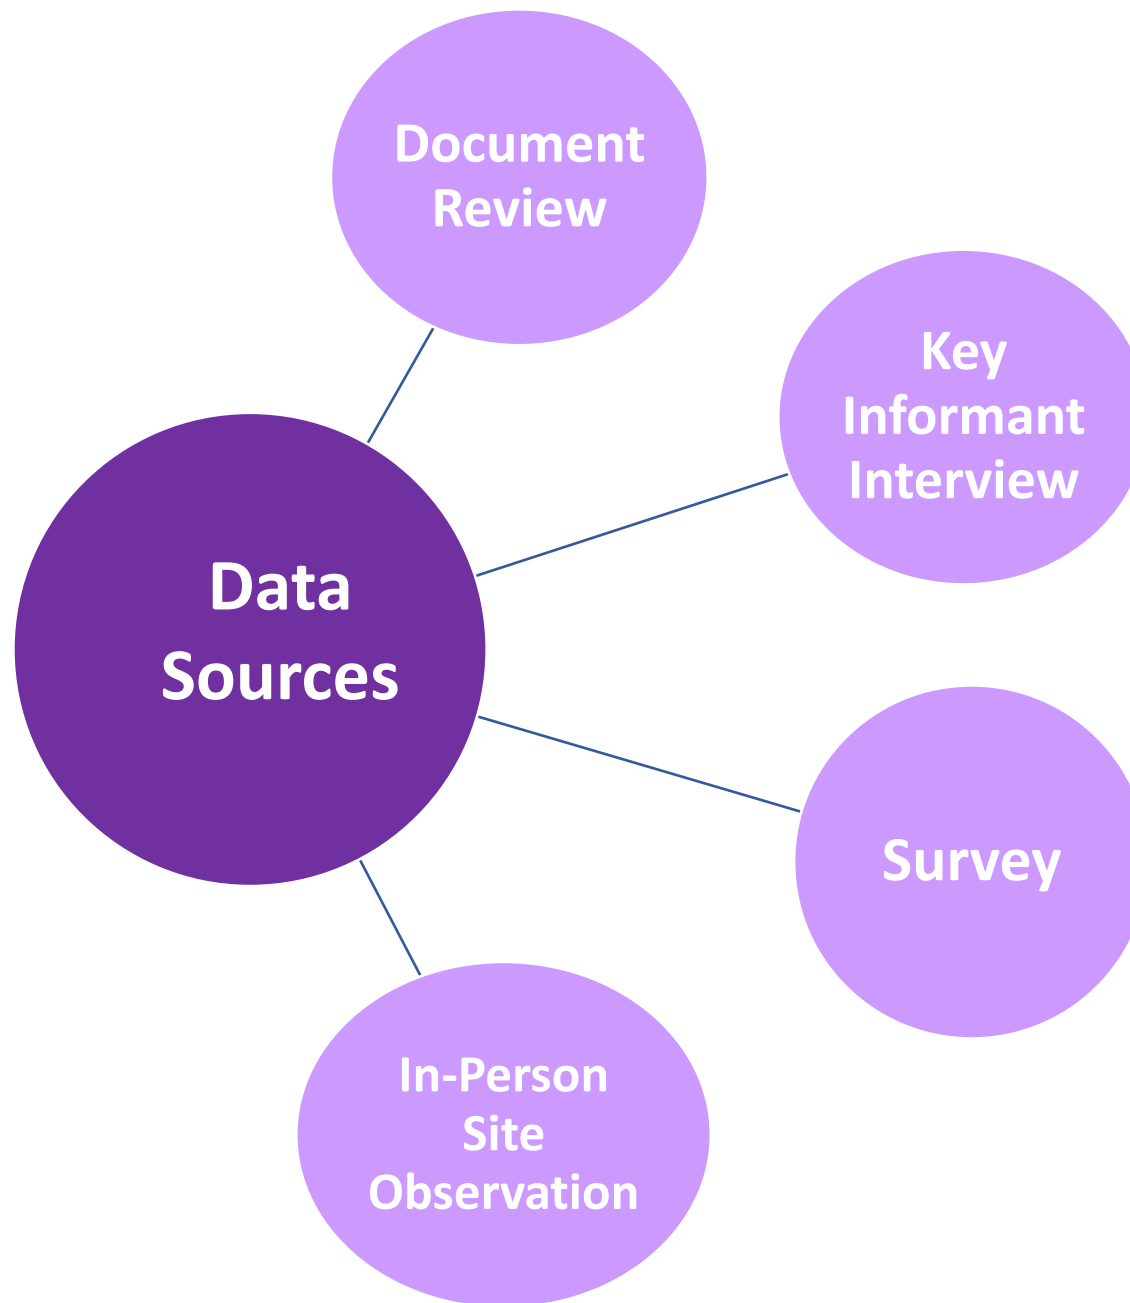 Document
Review
Key
Informant
Interview
Data
Sources
Survey
In-Person
Site
Observation